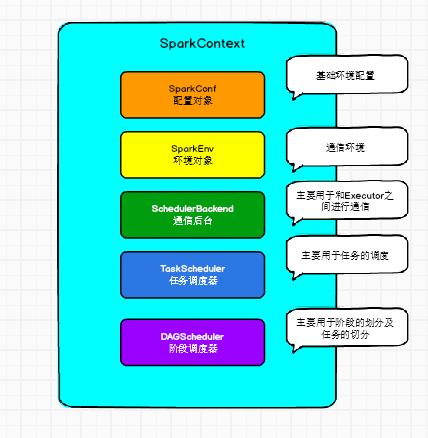 SparkContext
SparkConf
配置对象
基础环境配置
SparkEnv
环境对象
通信环境
SchedulerBackend
通信后台
主要用于和Executor之
间进行通信
TaskScheduler
任务调度器
主要用于任务的调度
DAGScheduler
阶段调度器
主要用于阶段的划分及
任务的切分